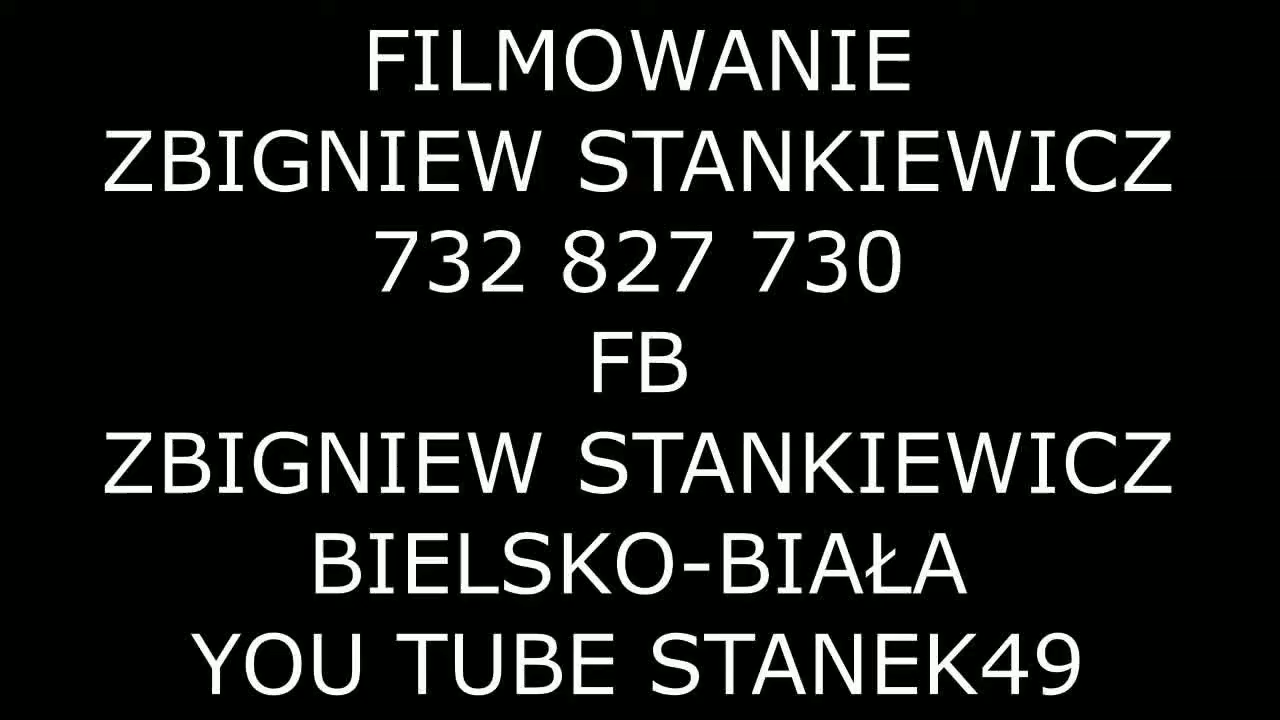 FILMOWANIE
ZBIGNIEW STANKIEWICZ
732 827 730
FB
ZBIGNIEW STANKIEWICZ
BIELSKO-BIAŁA
YOU TUBE STANEK49